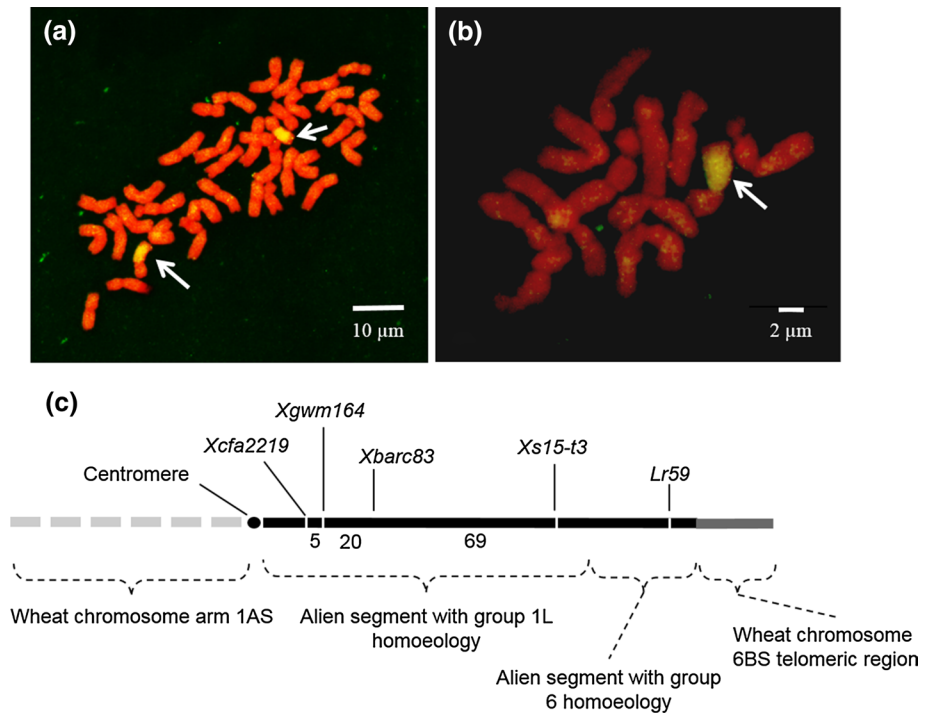 (a)
10 μm
(b)
2 μm
(c)
Xgwm164
Xcfa2219
Xbarc83
Xs15-t3
Centromere
Lr59
5 20 69
Wheat chromosome arm 1AS
Alien segment with group 1L
homoeology
Wheat chromosome
6BS telomeric region
Alien segment with group
6 homoeology